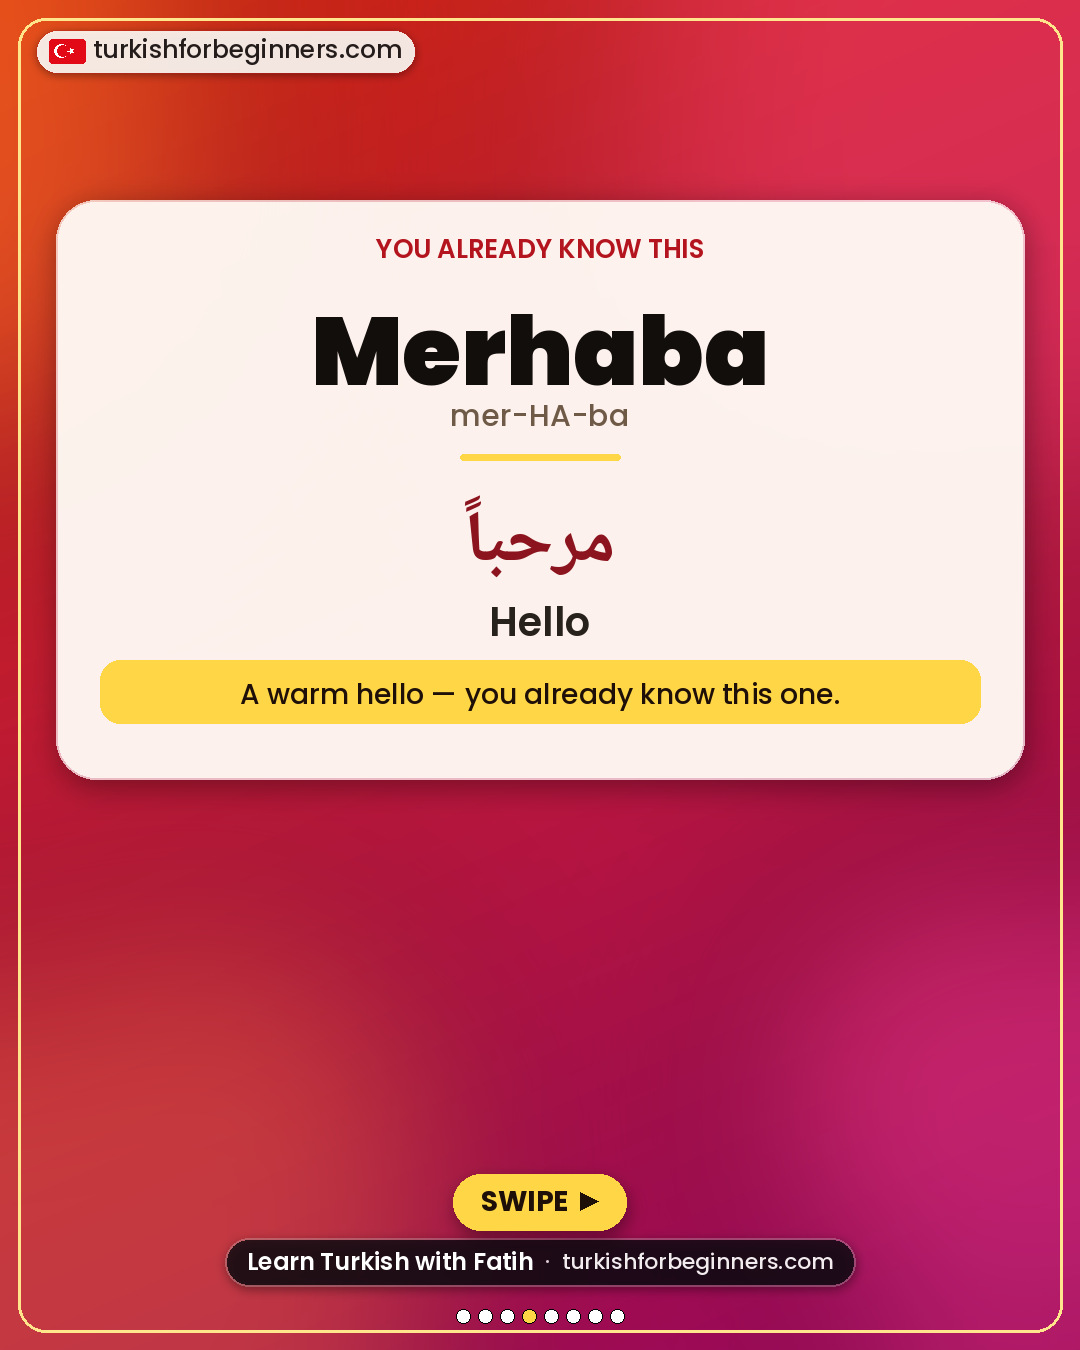 turkishforbeginners.com
YOU ALREADY KNOW THIS
Merhaba
mer-HA-ba
مرحباً
Hello
A warm hello — you already know this one.
SWIPE ▶
Learn Turkish with Fatih · turkishforbeginners.com